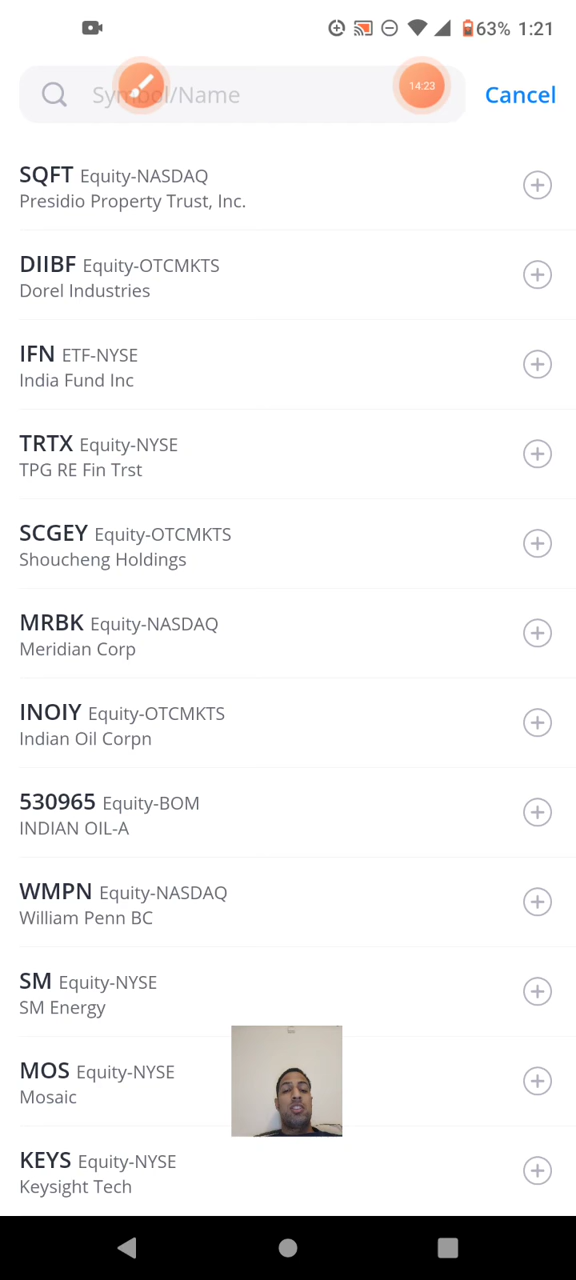 63% 1:21
Symbol/Name
14:23
Cancel
SQFT Equity-NASDAQ
Presidio Property Trust, Inc.
DIIBF Equity-OTCMKTS
Dorel Industries
IFN ETF-NYSE
India Fund Inc
TRTX Equity-NYSE
TPG RE Fin Trst
SCGEY Equity-OTCMKTS
Shoucheng Holdings
MRBK Equity-NASDAQ
Meridian Corp
INOIY Equity-OTCMKTS
Indian Oil Corpn
530965 Equity-BOM
INDIAN OIL-A
WMPN Equity-NASDAQ
William Penn BC
SM Equity-NYSE
SM Energy
MOS Equity-NYSE
Mosaic
KEYS Equity-NYSE
Keysight Tech